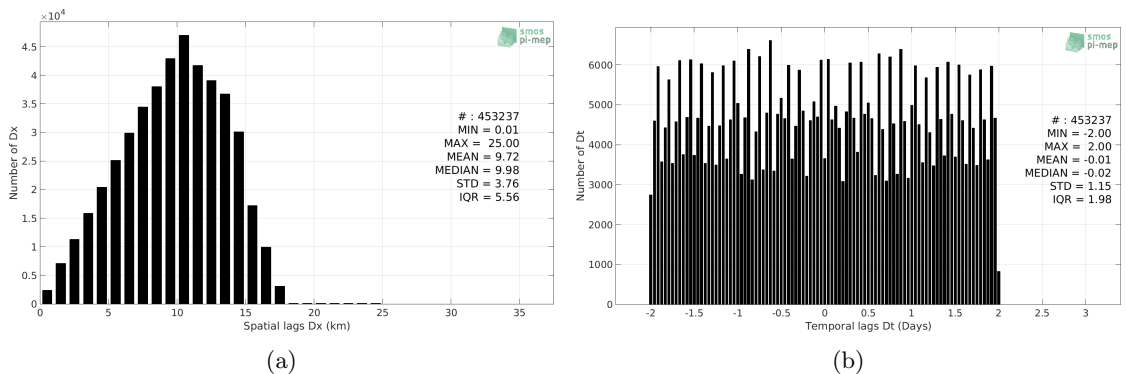 ×10⁴
4.5
4
3.5
3
2.5
2
1.5
1
0.5
0
Number of Dx
0 5 10 15 20 25 30 35
Spatial lags Dx (km)
smos
pi-mep
# : 453237
MIN = 0.01
MAX = 25.00
MEAN = 9.72
MEDIAN = 9.98
STD = 3.76
IQR = 5.56
(a)
6000
5000
4000
3000
2000
1000
0
Number of Dt
-2 -1.5 -1 -0.5 0 0.5 1 1.5 2 2.5 3
Temporal lags Dt (Days)
smos
pi-mep
# : 453237
MIN = -2.00
MAX = 2.00
MEAN = -0.01
MEDIAN = -0.02
STD = 1.15
IQR = 1.98
(b)